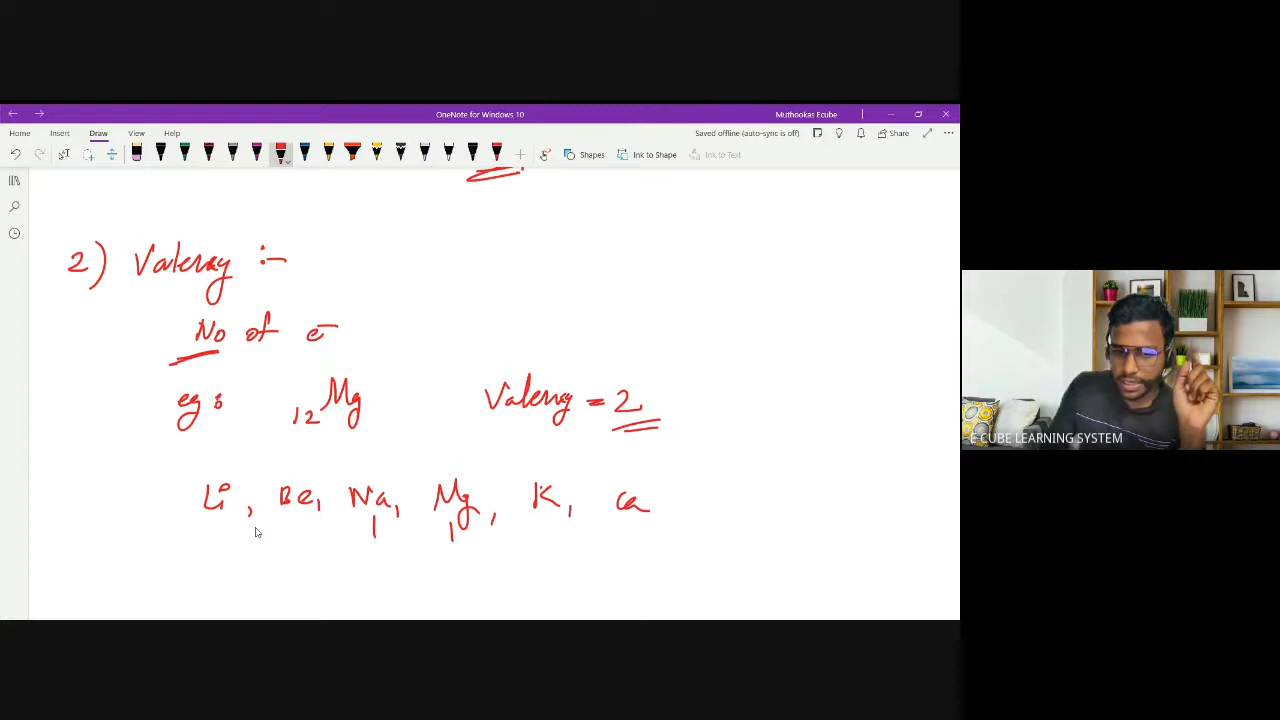 OneNote for Windows 10
Muthookas Ecube
Home Insert Draw View Help
Saved offline (auto-sync is off)
Share
Shapes
Ink to Shape
Ink to Text
2) Valency :-
No of e-
eg : 12Mg Valency = 2
Li, Be, Na, Mg, K, Ca
E CUBE LEARNING SYSTEM